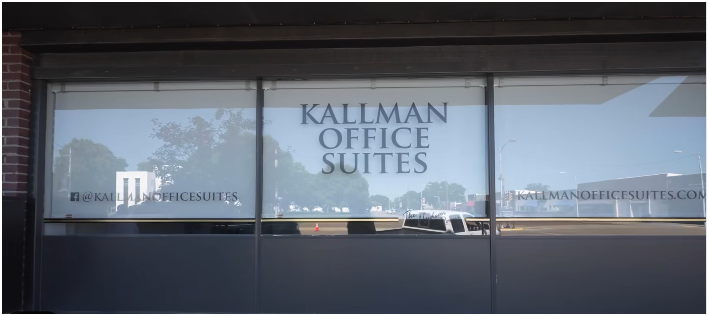 KALLMAN
OFFICE
SUITES
@KALLMANOFFICESUITES
KALLMANOFFICESUITES.COM